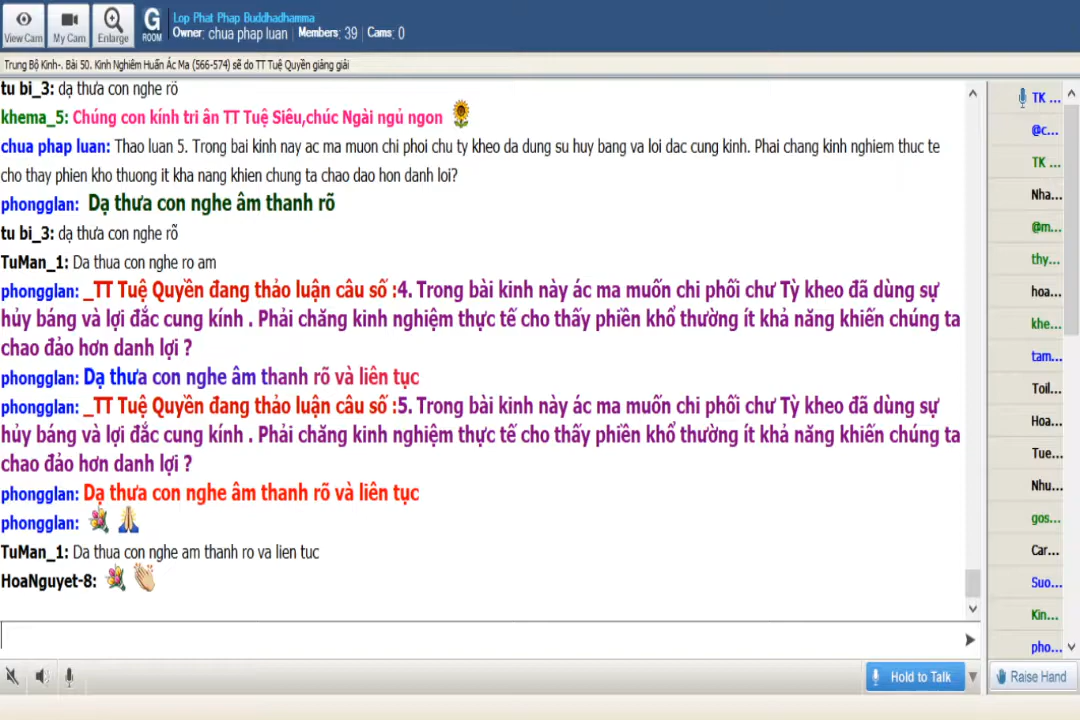 View Cam
My Cam
Enlarge
G
ROOM
Lop Phat Phap Buddhadhamma
Owner: chua phap luan | Members: 39 | Cams: 0
Trung Bộ Kinh-. Bài 50. Kinh Nghiêm Huấn Ác Ma (566-574) sẽ do TT Tuệ Quyền giảng giải
tu bi_3: dạ thưa con nghe rõ
khema_5: Chúng con kính tri ân TT Tuệ Siêu,chúc Ngài ngủ ngon
chua phap luan: Thao luan 5. Trong bai kinh nay ac ma muon chi phoi chu ty kheo da dung su huy bang va loi dac cung kinh. Phai chang kinh nghiem thuc te
cho thay phien kho thuong it kha nang khien chung ta chao dao hon danh loi?
phongglan: Dạ thưa con nghe âm thanh rõ
tu bi_3: dạ thưa con nghe rỗ
TuMan_1: Da thua con nghe ro am
phongglan: _TT Tuệ Quyền đang thảo luận câu số :4. Trong bài kinh này ác ma muốn chi phối chư Tỳ kheo đã dùng sự
hủy báng và lợi đắc cung kính . Phải chăng kinh nghiệm thực tế cho thấy phiền khổ thường ít khả năng khiến chúng ta
chao đảo hơn danh lợi ?
phongglan: Dạ thưa con nghe âm thanh rõ và liên tục
phongglan: _TT Tuệ Quyền đang thảo luận câu số :5. Trong bài kinh này ác ma muốn chi phối chư Tỳ kheo đã dùng sự
hủy báng và lợi đắc cung kính . Phải chăng kinh nghiệm thực tế cho thấy phiền khổ thường ít khả năng khiến chúng ta
chao đảo hơn danh lợi ?
phongglan: Dạ thưa con nghe âm thanh rõ và liên tục
phongglan:
TuMan_1: Da thua con nghe am thanh ro va lien tuc
HoaNguyet-8:
TK ...
@c...
TK ...
Nha...
@m...
thy...
hoa...
khe...
tam...
Toil...
Hoa...
Tue...
Nhu...
gos...
Car...
Suo...
Kin...
pho...
Hold to Talk
Raise Hand